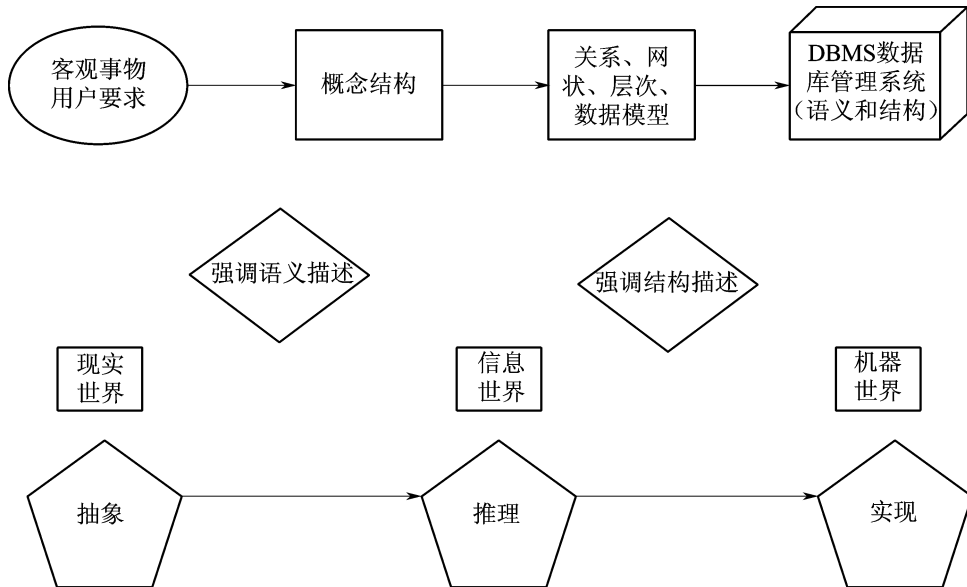 客观事物
用户要求
概念结构
关系、网
状、层次、
数据模型
DBMS数据
库管理系统
（语义和结构）
强调语义描述
强调结构描述
现实
世界
信息
世界
机器
世界
抽象
推理
实现